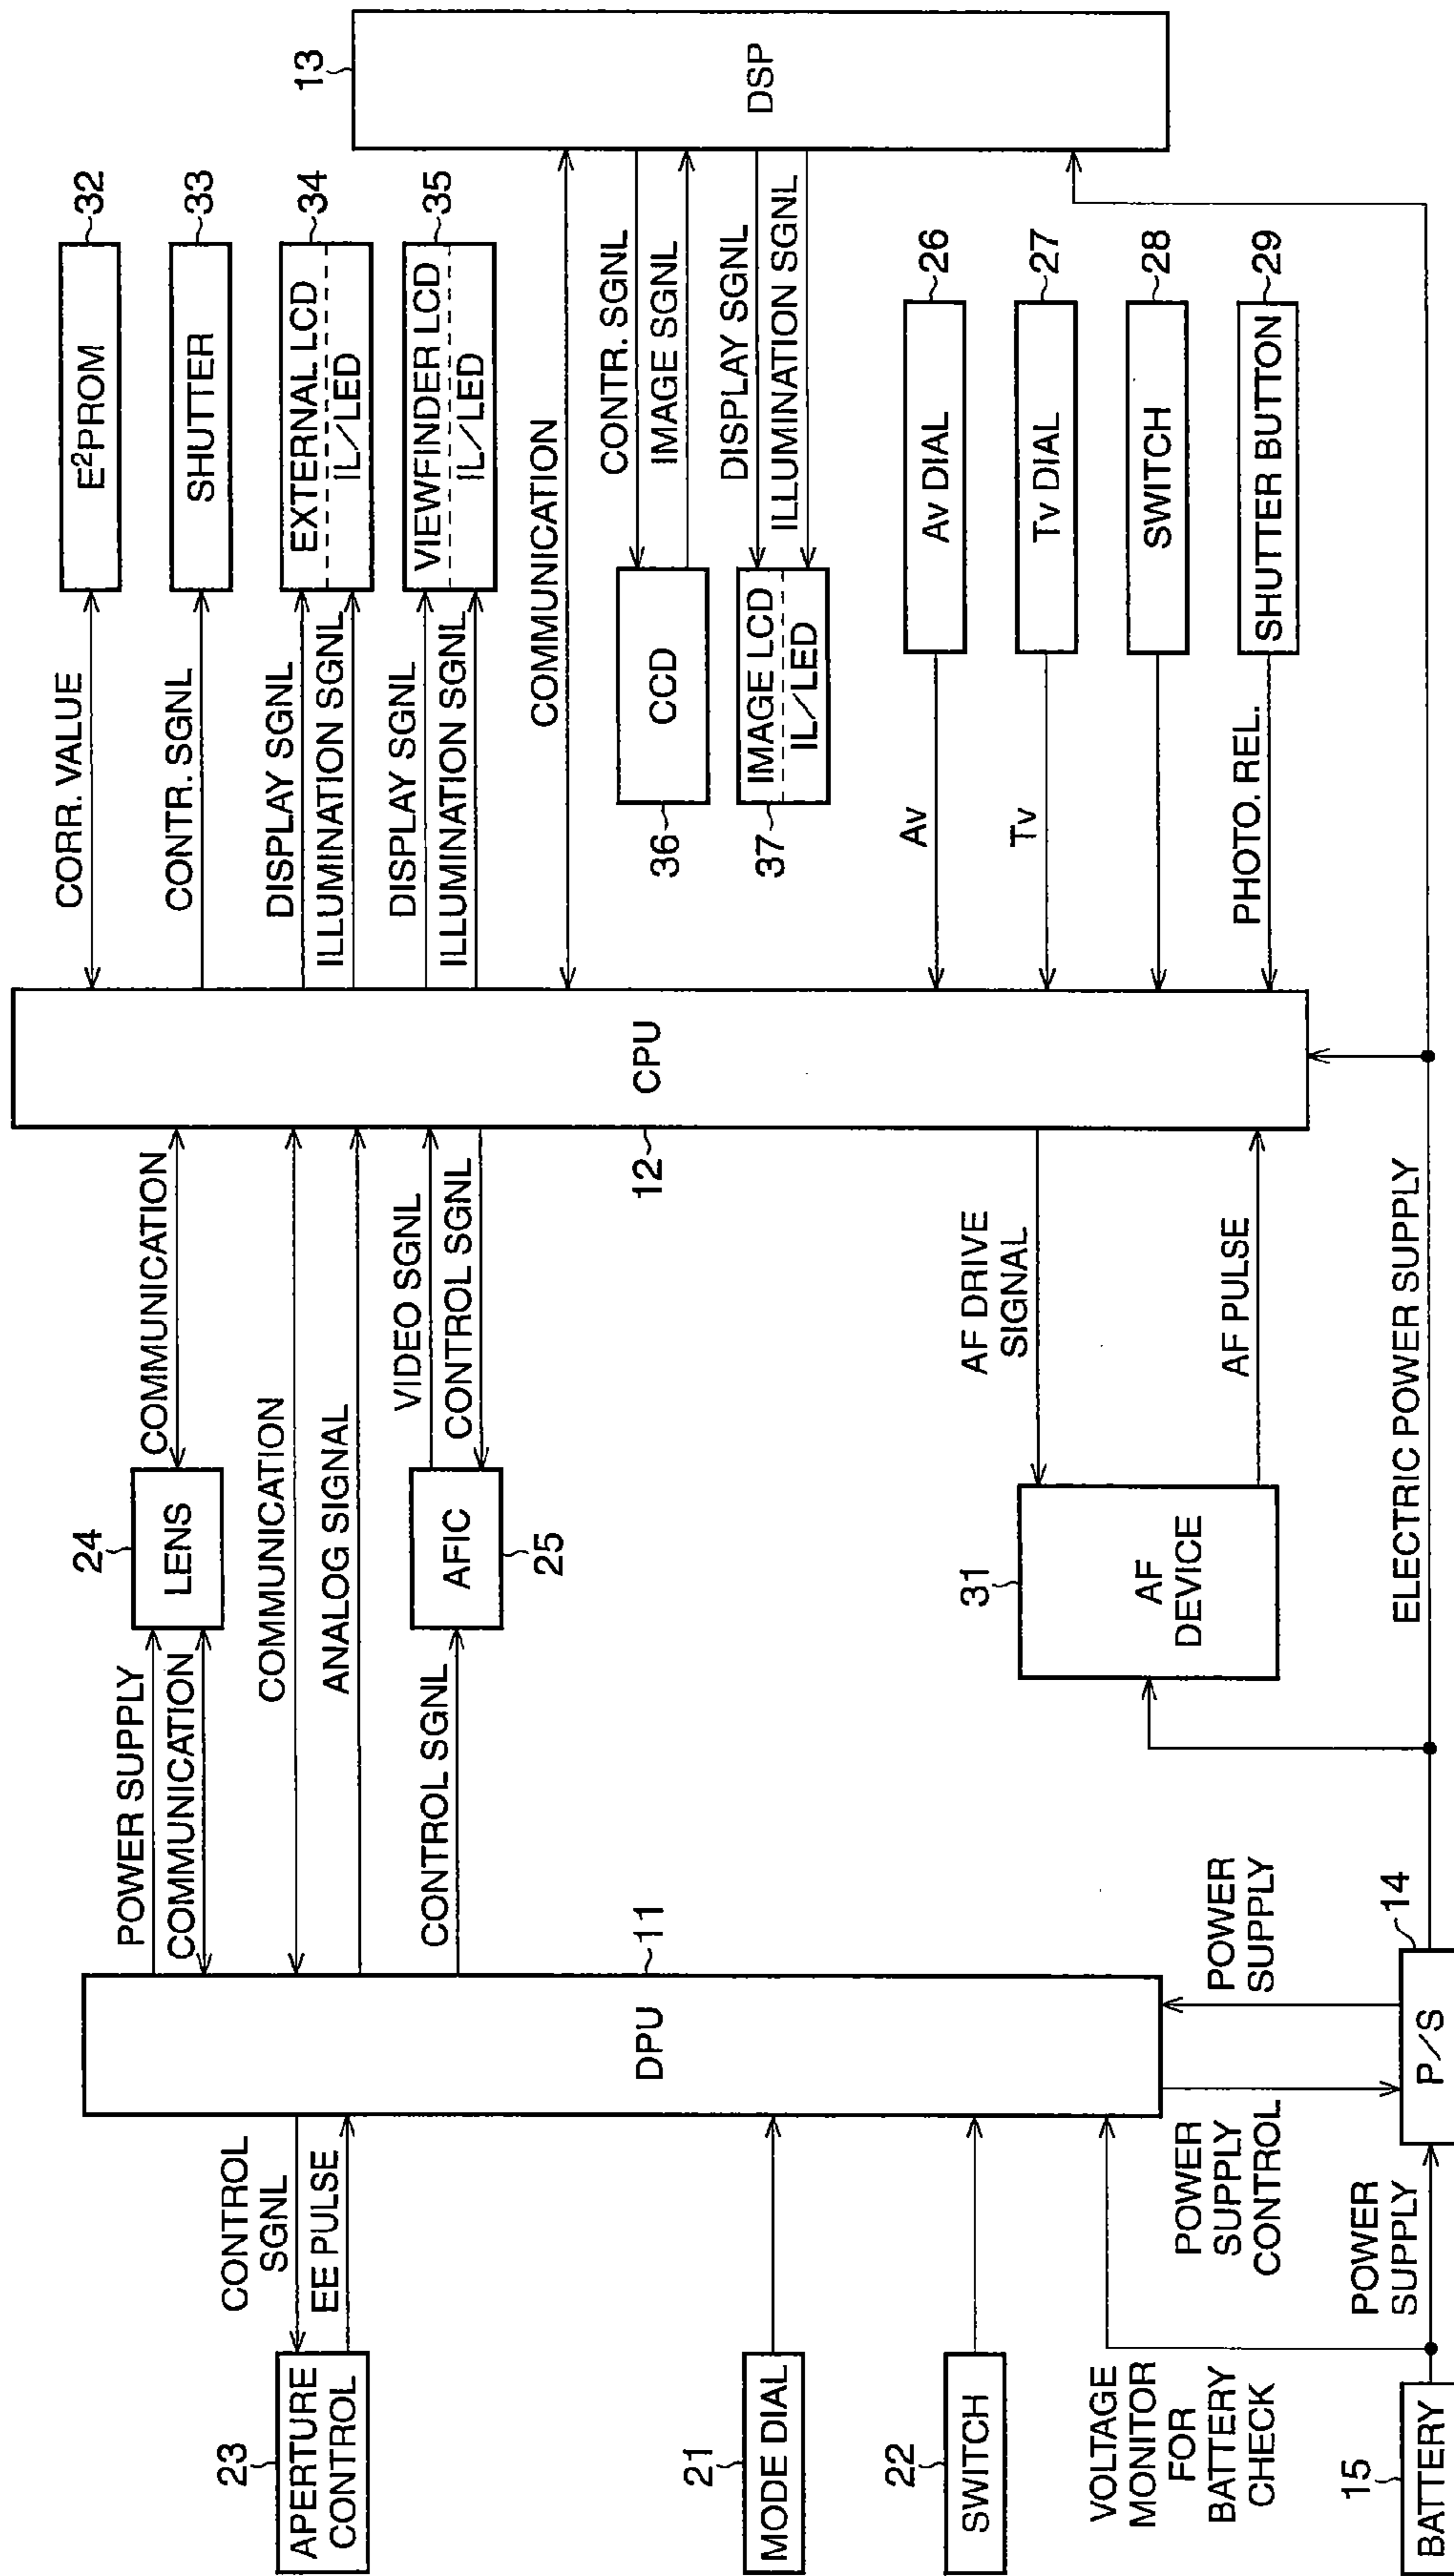 23
APERTURE
CONTROL
CONTROL
SGNL
EE PULSE
21
MODE DIAL
22
SWITCH
VOLTAGE
MONITOR
FOR
BATTERY
CHECK
15
BATTERY
POWER
SUPPLY
POWER
SUPPLY
CONTROL
POWER
SUPPLY
14
P/S
DPU
11
POWER SUPPLY
COMMUNICATION
24
LENS
COMMUNICATION
COMMUNICATION
ANALOG SIGNAL
CONTROL SGNL
AFIC
25
VIDEO SGNL
CONTROL SGNL
31
AF
DEVICE
AF DRIVE
SIGNAL
AF PULSE
ELECTRIC POWER SUPPLY
CPU
12
CORR. VALUE
E²PROM
32
CONTR. SGNL
SHUTTER
33
DISPLAY SGNL
ILLUMINATION SGNL
EXTERNAL LCD
IL/LED
34
DISPLAY SGNL
ILLUMINATION SGNL
VIEWFINDER LCD
IL/LED
35
COMMUNICATION
36
CCD
CONTR. SGNL
IMAGE SGNL
37
IMAGE LCD
IL/LED
DISPLAY SGNL
ILLUMINATION SGNL
Av
Av DIAL
26
Tv
Tv DIAL
27
SWITCH
28
PHOTO. REL.
SHUTTER BUTTON
29
13
DSP